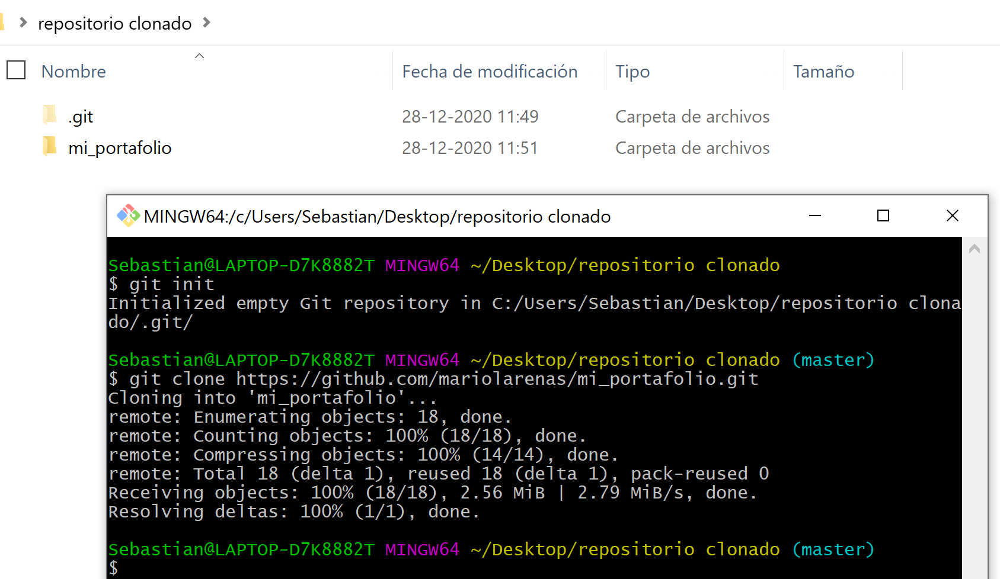 repositorio clonado
Nombre Fecha de modificación Tipo Tamaño
.git 28-12-2020 11:49 Carpeta de archivos
mi_portafolio 28-12-2020 11:51 Carpeta de archivos
MINGW64:/c/Users/Sebastian/Desktop/repositorio clonado
Sebastian@LAPTOP-D7K8882T MINGW64 ~/Desktop/repositorio clonado
$ git init
Initialized empty Git repository in C:/Users/Sebastian/Desktop/repositorio clona
do/.git/
Sebastian@LAPTOP-D7K8882T MINGW64 ~/Desktop/repositorio clonado (master)
$ git clone https://github.com/mariolarenas/mi_portafolio.git
Cloning into 'mi_portafolio'...
remote: Enumerating objects: 18, done.
remote: Counting objects: 100% (18/18), done.
remote: Compressing objects: 100% (14/14), done.
remote: Total 18 (delta 1), reused 18 (delta 1), pack-reused 0
Receiving objects: 100% (18/18), 2.56 MiB | 2.79 MiB/s, done.
Resolving deltas: 100% (1/1), done.
Sebastian@LAPTOP-D7K8882T MINGW64 ~/Desktop/repositorio clonado (master)
$